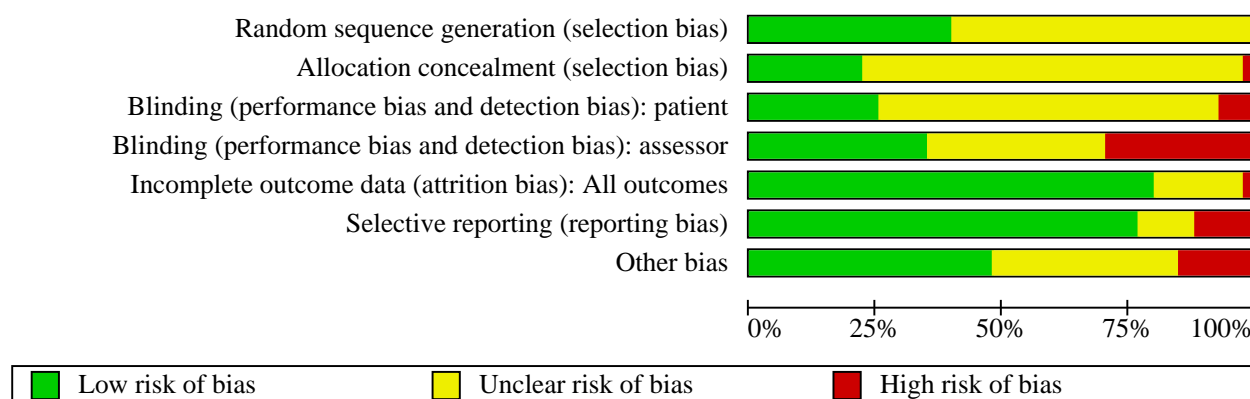 Random sequence generation (selection bias)
Allocation concealment (selection bias)
Blinding (performance bias and detection bias): patient
Blinding (performance bias and detection bias): assessor
Incomplete outcome data (attrition bias): All outcomes
Selective reporting (reporting bias)
Other bias
0% 25% 50% 75% 100%
Low risk of bias Unclear risk of bias High risk of bias